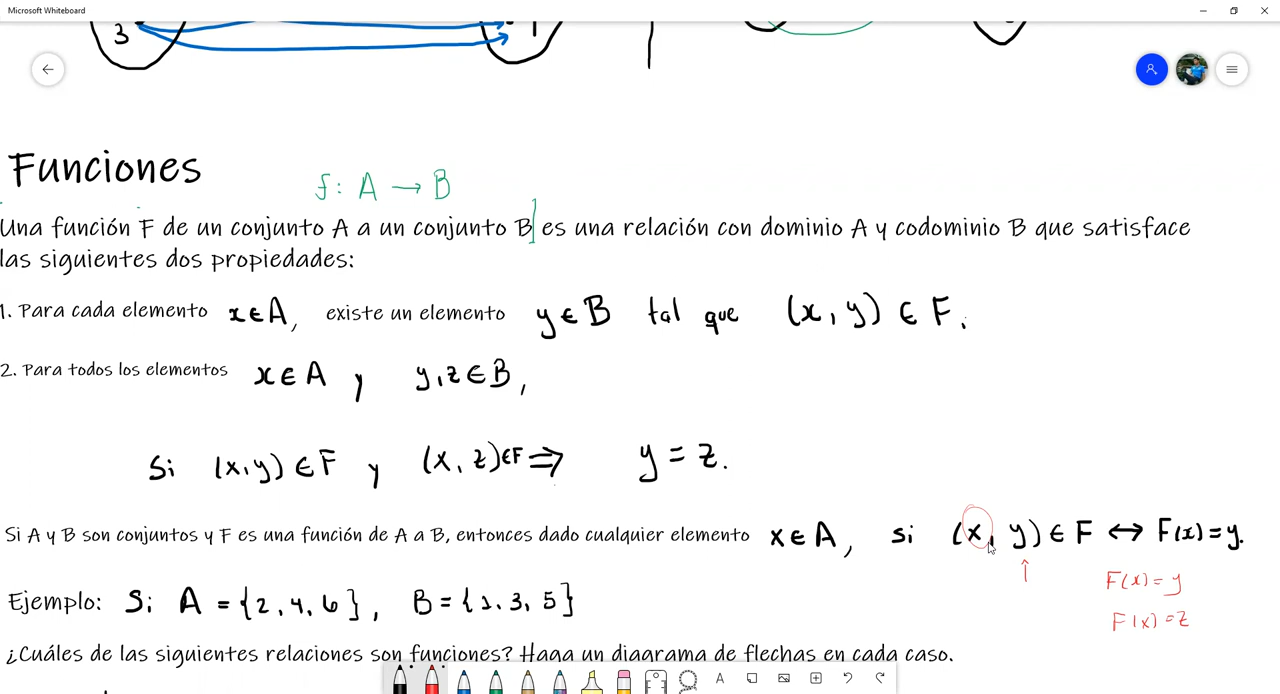 Microsoft Whiteboard
3
1
Funciones
f: A → B
Una función F de un conjunto A a un conjunto B] es una relación con dominio A y codominio B que satisface
las siguientes dos propiedades:
1. Para cada elemento x∈A, existe un elemento y∈B tal que (x, y) ∈ F.
2. Para todos los elementos x∈A y y,z∈B,
Si (x,y) ∈ F y (x, z)∈F ⇒ y = z.
Si A y B son conjuntos y F es una función de A a B, entonces dado cualquier elemento x∈A, si (x, y) ∈ F ↔ F(x)=y.
↑
F(x)=y
F(x)=z
Ejemplo: Si A = {2, 4, 6}, B = {1, 3, 5}
¿Cuáles de las siguientes relaciones son funciones? Haga un diagrama de flechas en cada caso.
A